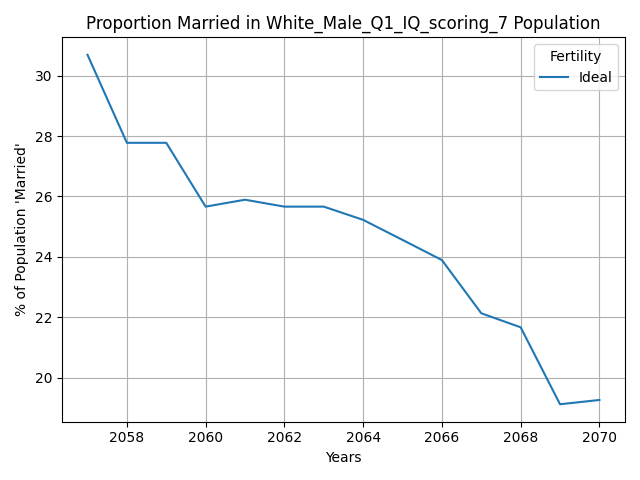 Proportion Married in White_Male_Q1_IQ_scoring_7 Population
Fertility
Ideal
% of Population 'Married'
30
28
26
24
22
20
2058 2060 2062 2064 2066 2068 2070
Years